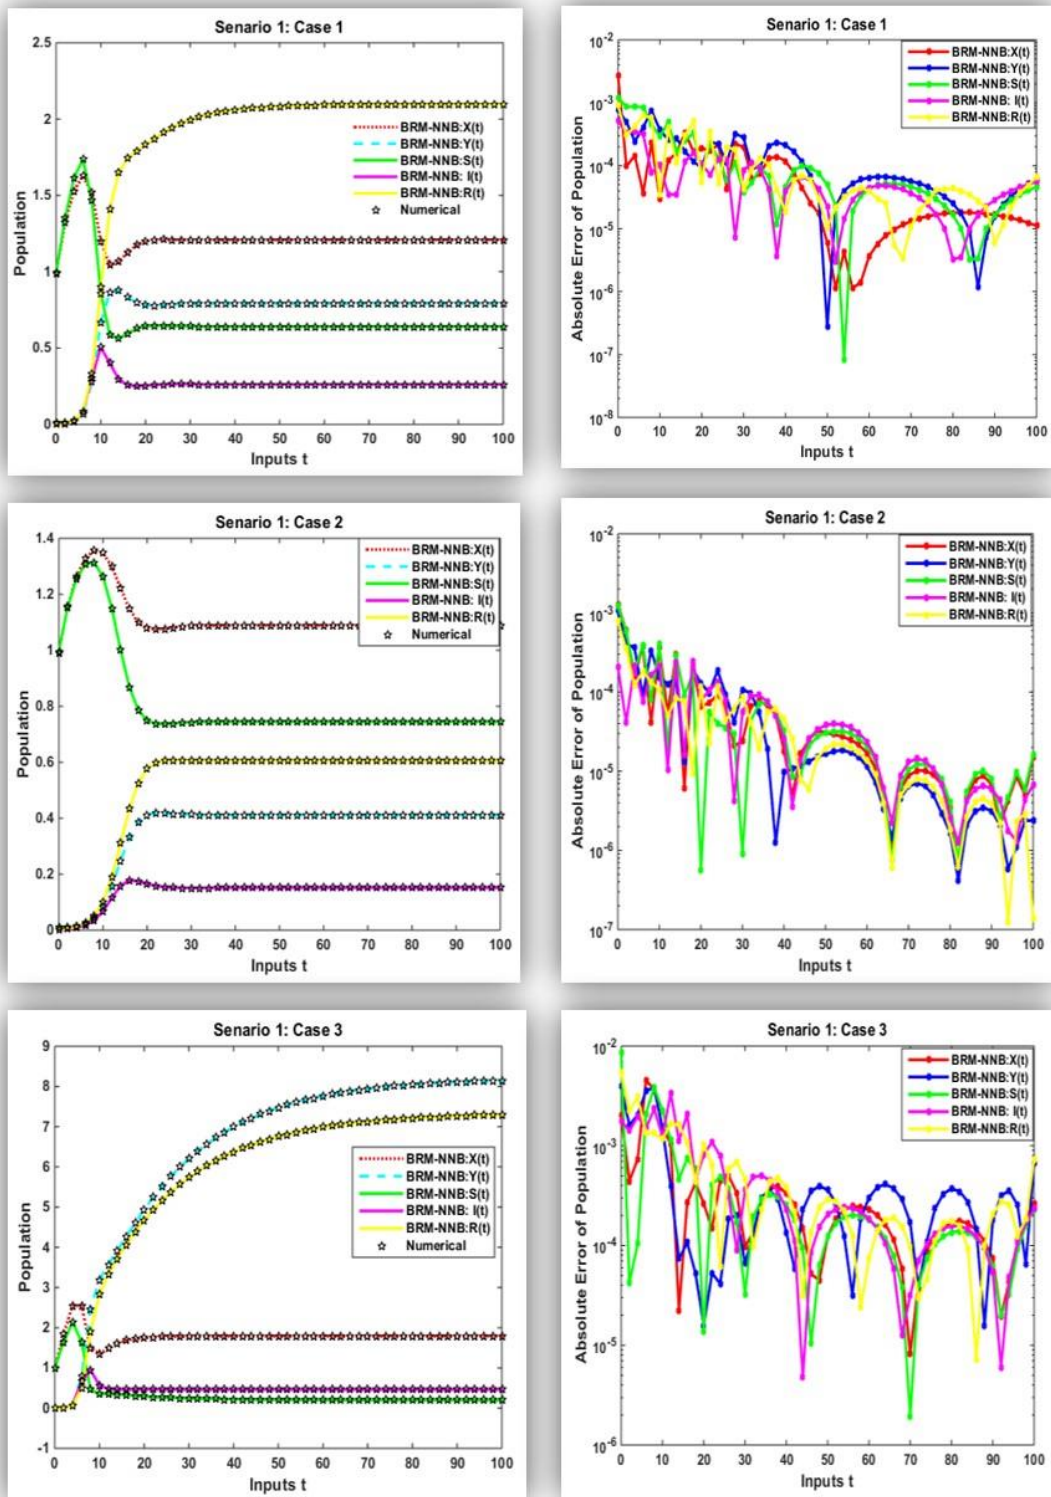 Senario 1: Case 1
2.5
2
1.5
1
0.5
0
Population
BRM-NNB:X(t)
BRM-NNB:Y(t)
BRM-NNB:S(t)
BRM-NNB: I(t)
BRM-NNB:R(t)
Numerical
0 10 20 30 40 50 60 70 80 90 100
Inputs t
Senario 1: Case 1
10-2
10-3
10-4
10-5
10-6
10-7
10-8
Absolute Error of Population
BRM-NNB:X(t)
BRM-NNB:Y(t)
BRM-NNB:S(t)
BRM-NNB: I(t)
BRM-NNB:R(t)
0 10 20 30 40 50 60 70 80 90 100
Inputs t
Senario 1: Case 2
1.4
1.2
1
0.8
0.6
0.4
0.2
0
Population
BRM-NNB:X(t)
BRM-NNB:Y(t)
BRM-NNB:S(t)
BRM-NNB: I(t)
BRM-NNB:R(t)
Numerical
0 10 20 30 40 50 60 70 80 90 100
Inputs t
Senario 1: Case 2
10-2
10-3
10-4
10-5
10-6
10-7
Absolute Error of Population
BRM-NNB:X(t)
BRM-NNB:Y(t)
BRM-NNB:S(t)
BRM-NNB: I(t)
BRM-NNB:R(t)
0 10 20 30 40 50 60 70 80 90 100
Inputs t
Senario 1: Case 3
9
8
7
6
5
4
3
2
1
0
-1
Population
BRM-NNB:X(t)
BRM-NNB:Y(t)
BRM-NNB:S(t)
BRM-NNB: I(t)
BRM-NNB:R(t)
Numerical
0 10 20 30 40 50 60 70 80 90 100
Inputs t
Senario 1: Case 3
10-2
10-3
10-4
10-5
10-6
Absolute Error of Population
BRM-NNB:X(t)
BRM-NNB:Y(t)
BRM-NNB:S(t)
BRM-NNB: I(t)
BRM-NNB:R(t)
0 10 20 30 40 50 60 70 80 90 100
Inputs t